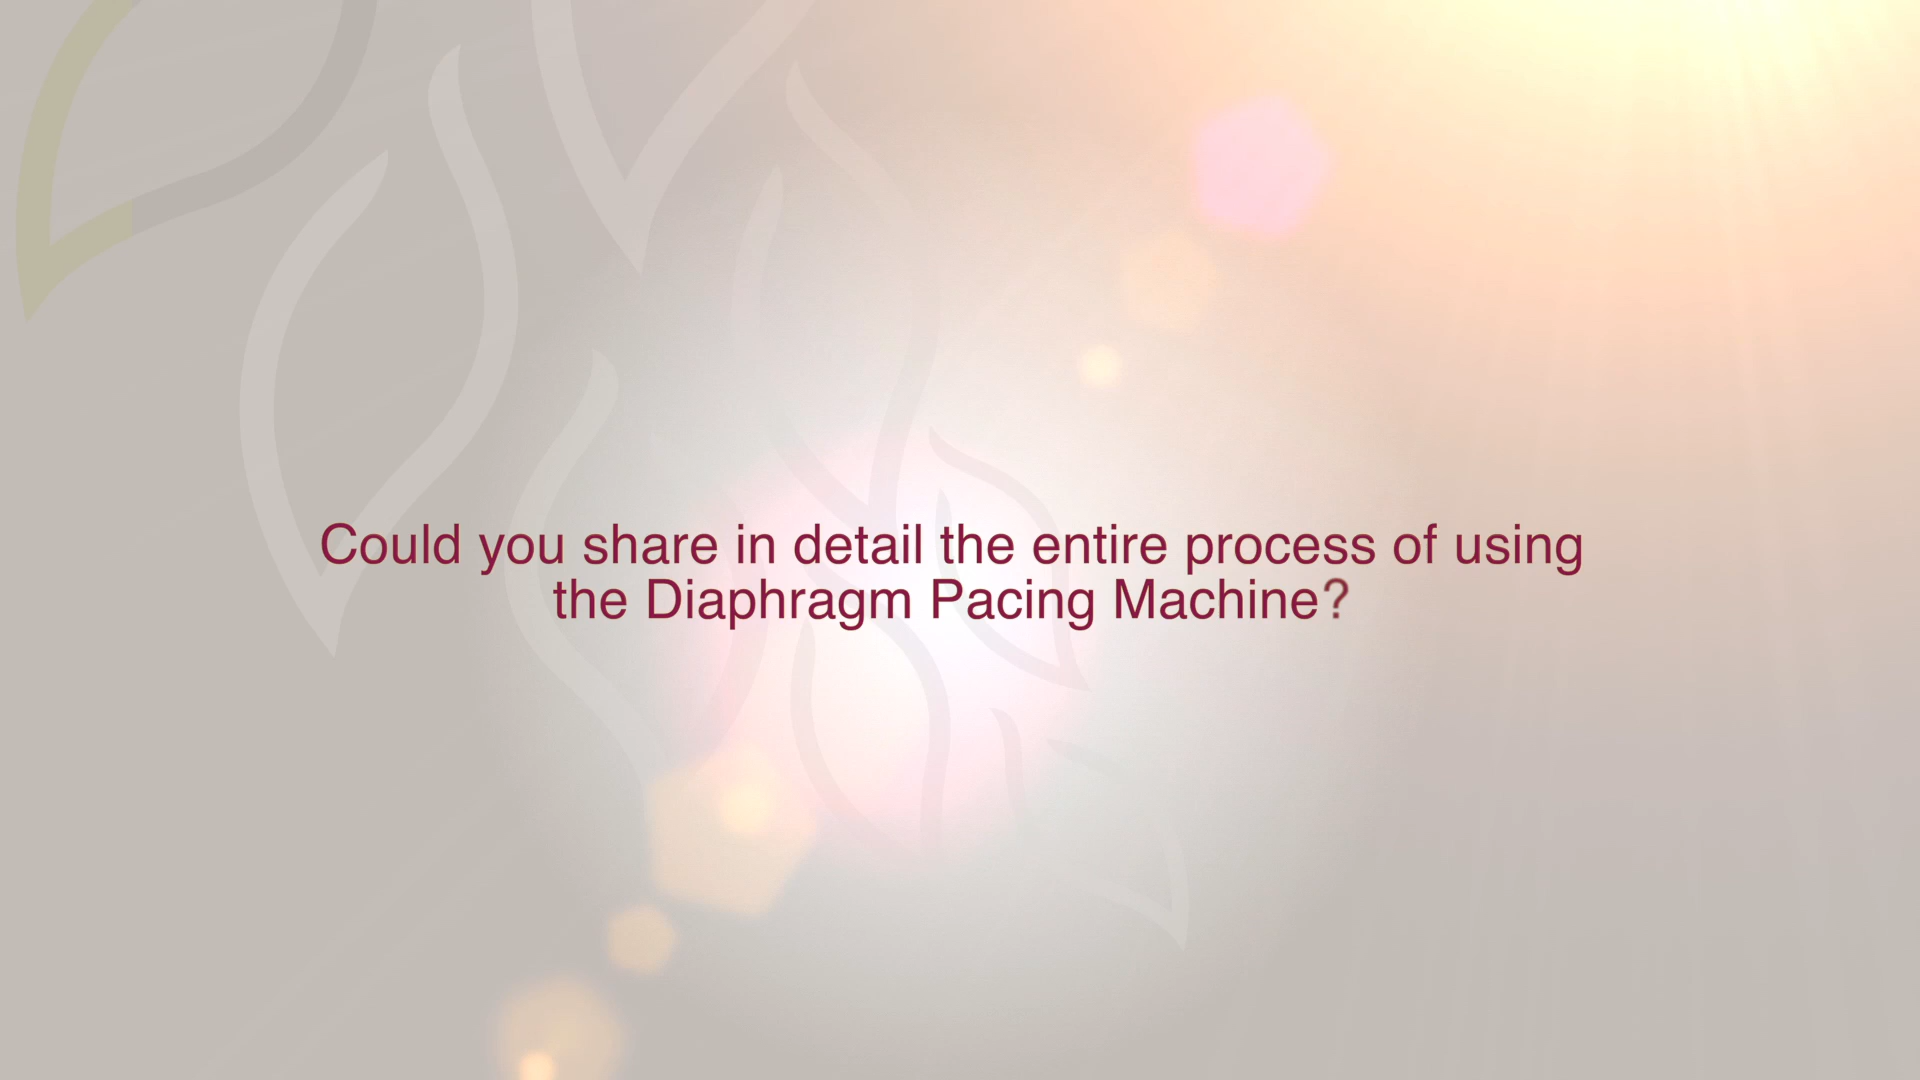 Could you share in detail the entire process of using
the Diaphragm Pacing Machine?